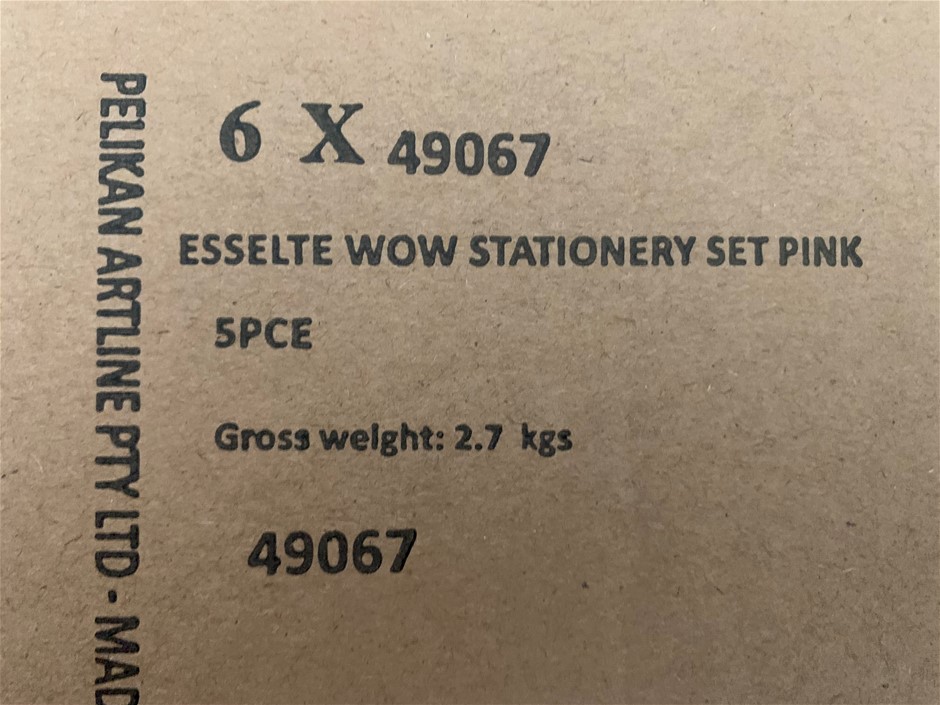 6 X 49067
ESSELTE WOW STATIONERY SET PINK
5PCE
Gross weight: 2.7 kgs
49067
PELIKAN ARTLINE PTY LTD - MAD